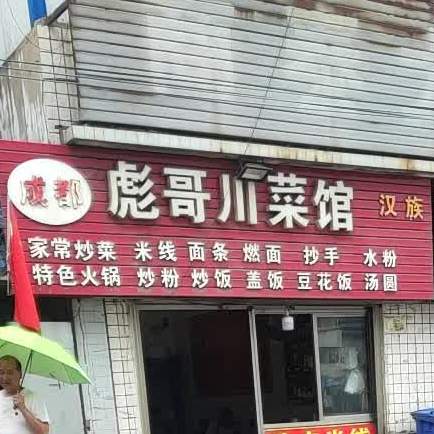 成都 彪哥川菜馆 汉族
家常炒菜 米线 面条 燃面 抄手 水粉
特色火锅 炒粉 炒饭 盖饭 豆花饭 汤圆